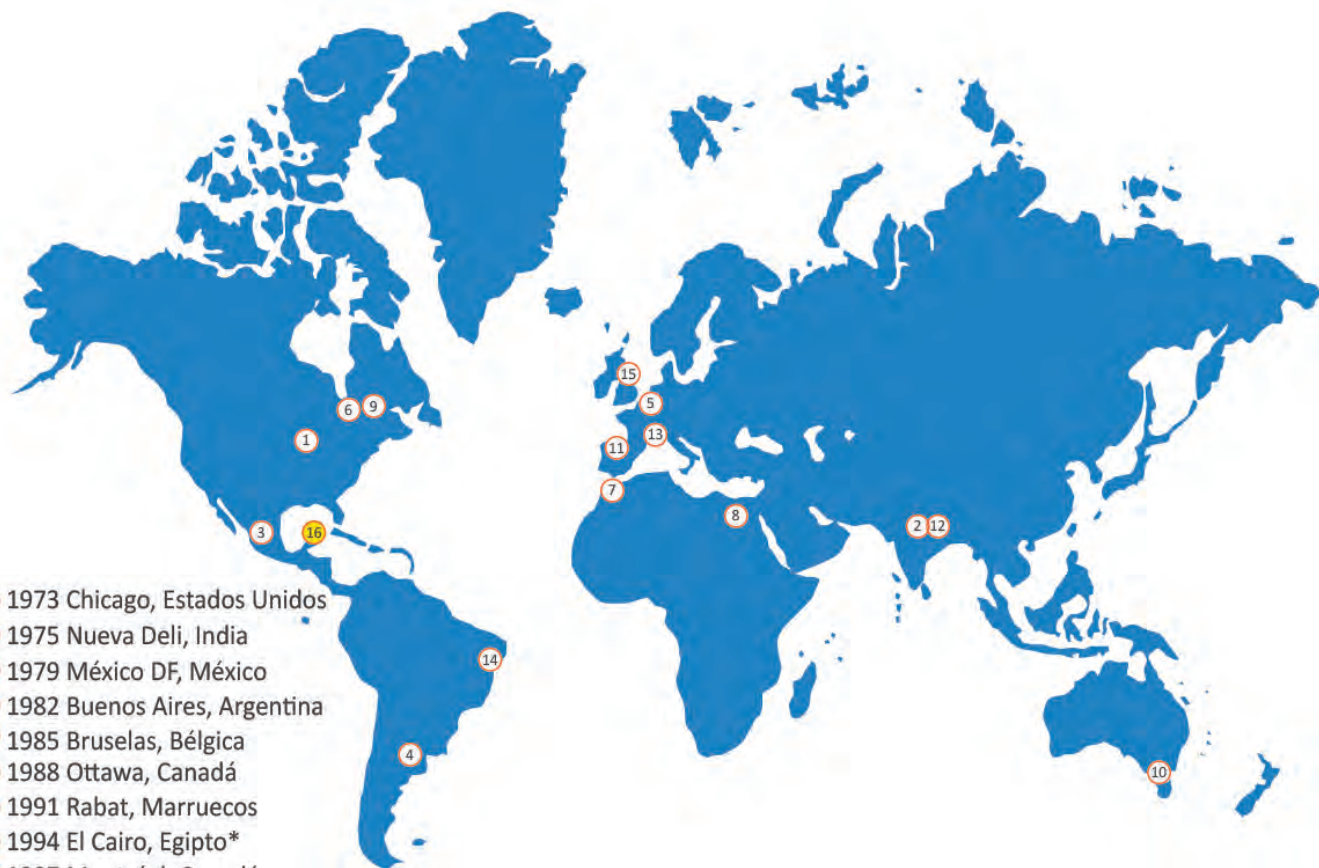 15
5
6
9
13
1
11
7
8
2
12
3
16
1973 Chicago, Estados Unidos
1975 Nueva Deli, India
1979 México DF, México
14
1982 Buenos Aires, Argentina
1985 Bruselas, Bélgica
4
1988 Ottawa, Canadá
10
1991 Rabat, Marruecos
1994 El Cairo, Egipto*